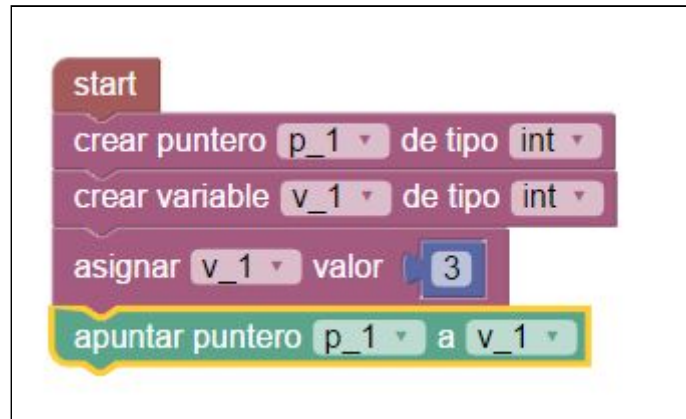 start
crear puntero p_1 de tipo int
crear variable v_1 de tipo int
asignar v_1 valor 3
apuntar puntero p_1 a v_1